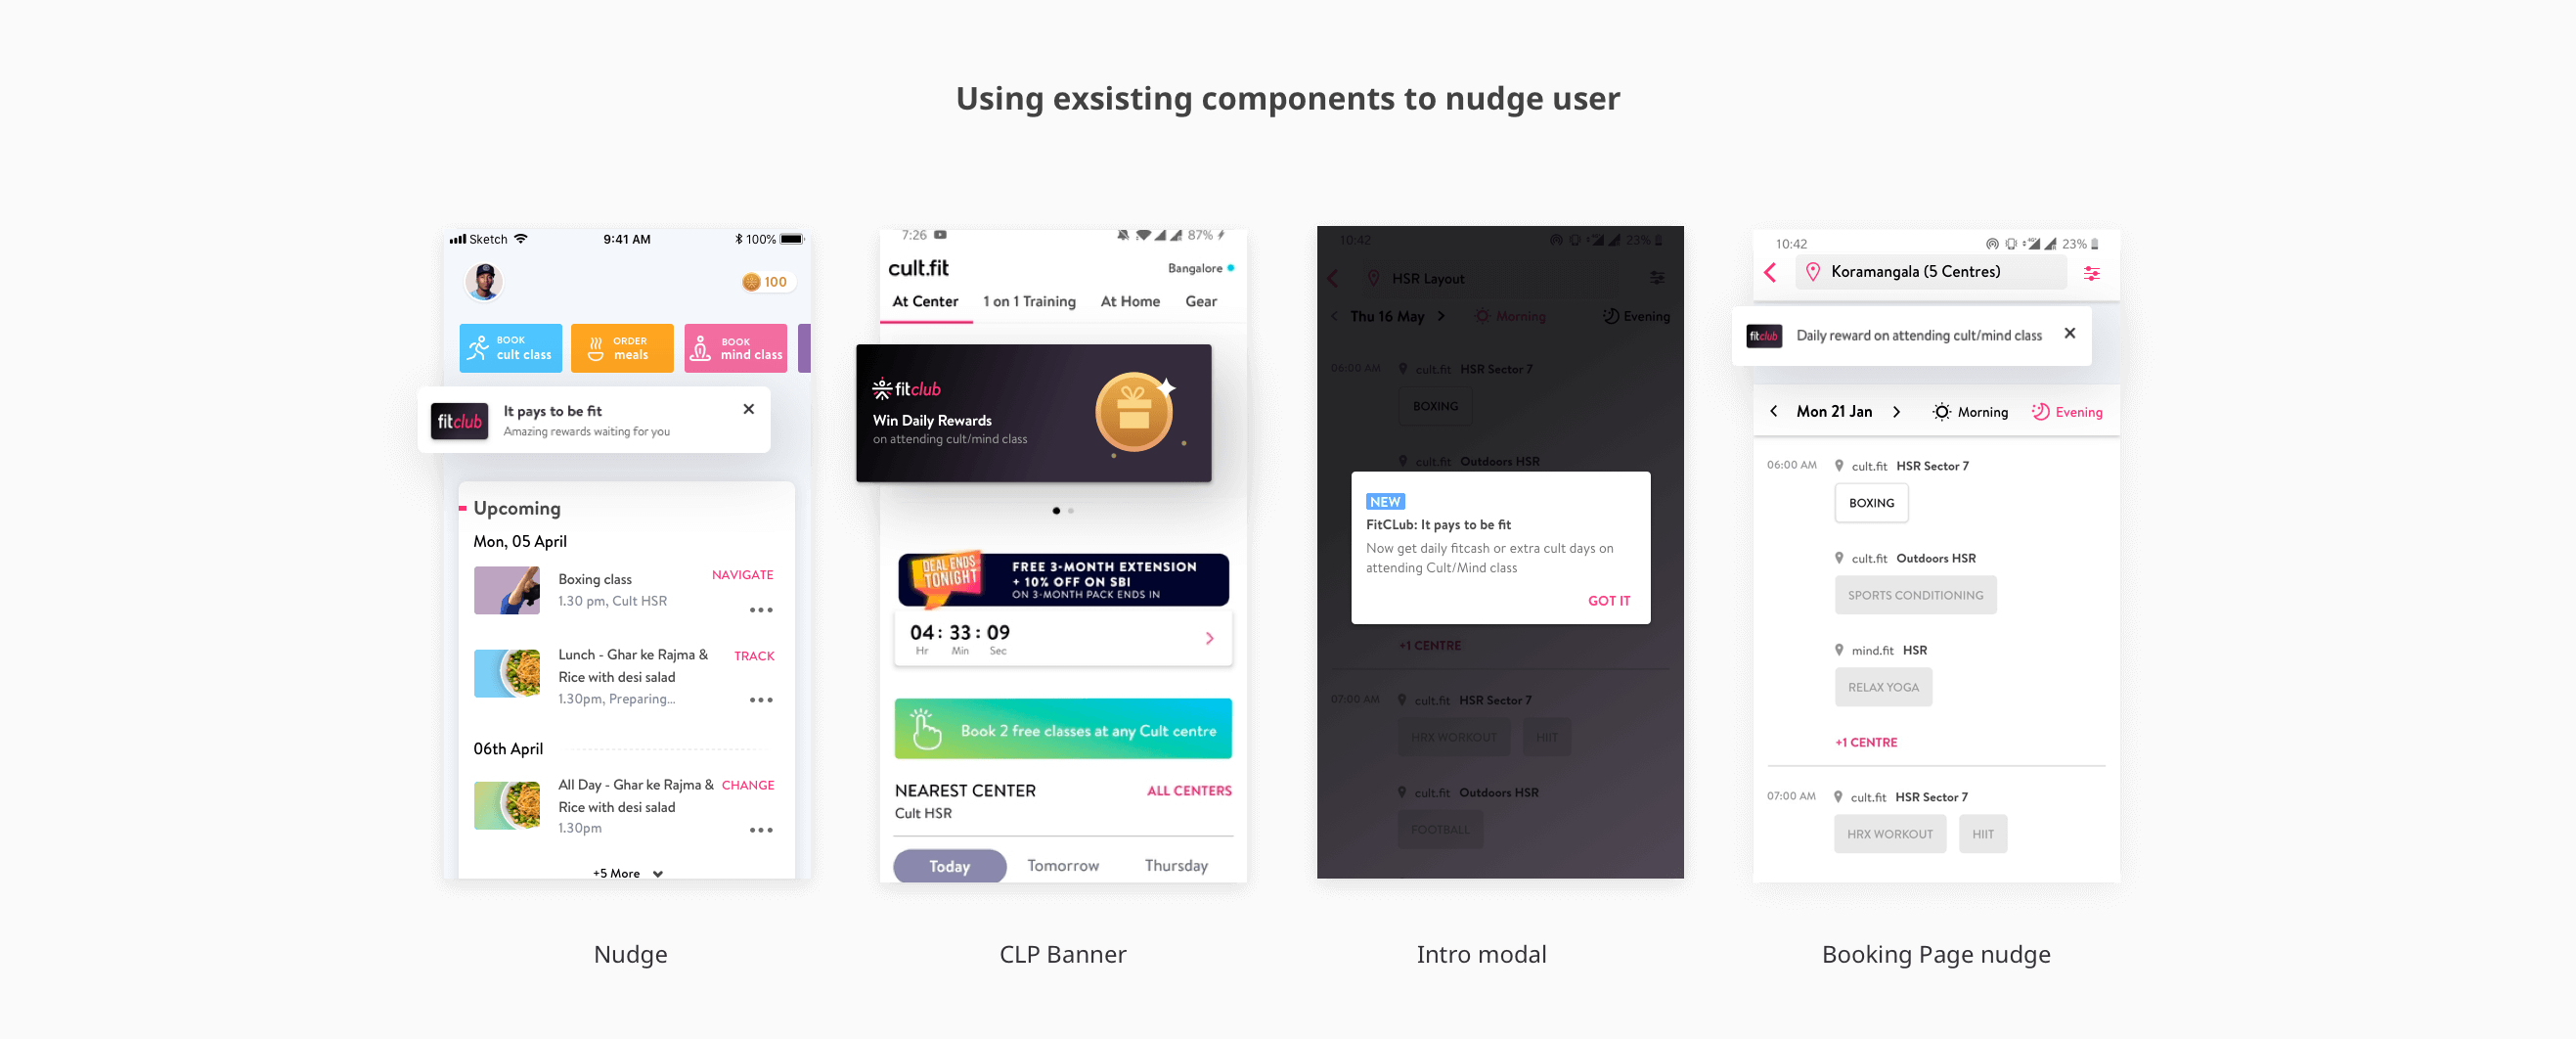 Using exsisting components to nudge user
Sketch
9:41 AM
100%
100
BOOK
cult class
ORDER
meals
BOOK
mind class
fitclub
It pays to be fit
Amazing rewards waiting for you
Upcoming
Mon, 05 April
Boxing class
NAVIGATE
1.30 pm, Cult HSR
Lunch - Ghar ke Rajma &
TRACK
Rice with desi salad
1.30pm, Preparing...
06th April
All Day - Ghar ke Rajma &
CHANGE
Rice with desi salad
1.30pm
+5 More
Nudge
7:26
87%
cult.fit
Bangalore
At Center
1 on 1 Training
At Home
Gear
fitclub
Win Daily Rewards
on attending cult/mind class
DEAL ENDS
TONIGHT
FREE 3-MONTH EXTENSION
+ 10% OFF ON SBI
ON 3-MONTH PACK ENDS IN
04 : 33 : 09
Hr Min Sec
Book 2 free classes at any Cult centre
NEAREST CENTER
ALL CENTERS
Cult HSR
Today
Tomorrow
Thursday
CLP Banner
10:42
23%
HSR Layout
Thu 16 May
Morning
Evening
06:00 AM
cult.fit HSR Sector 7
BOXING
cult.fit Outdoors HSR
NEW
FitCLub: It pays to be fit
Now get daily fitcash or extra cult days on
attending Cult/Mind class
GOT IT
+1 CENTRE
07:00 AM
cult.fit HSR Sector 7
HRX WORKOUT
HIIT
cult.fit Outdoors HSR
FOOTBALL
Intro modal
10:42
23%
Koramangala (5 Centres)
fitclub
Daily reward on attending cult/mind class
Mon 21 Jan
Morning
Evening
06:00 AM
cult.fit HSR Sector 7
BOXING
cult.fit Outdoors HSR
SPORTS CONDITIONING
mind.fit HSR
RELAX YOGA
+1 CENTRE
07:00 AM
cult.fit HSR Sector 7
HRX WORKOUT
HIIT
Booking Page nudge